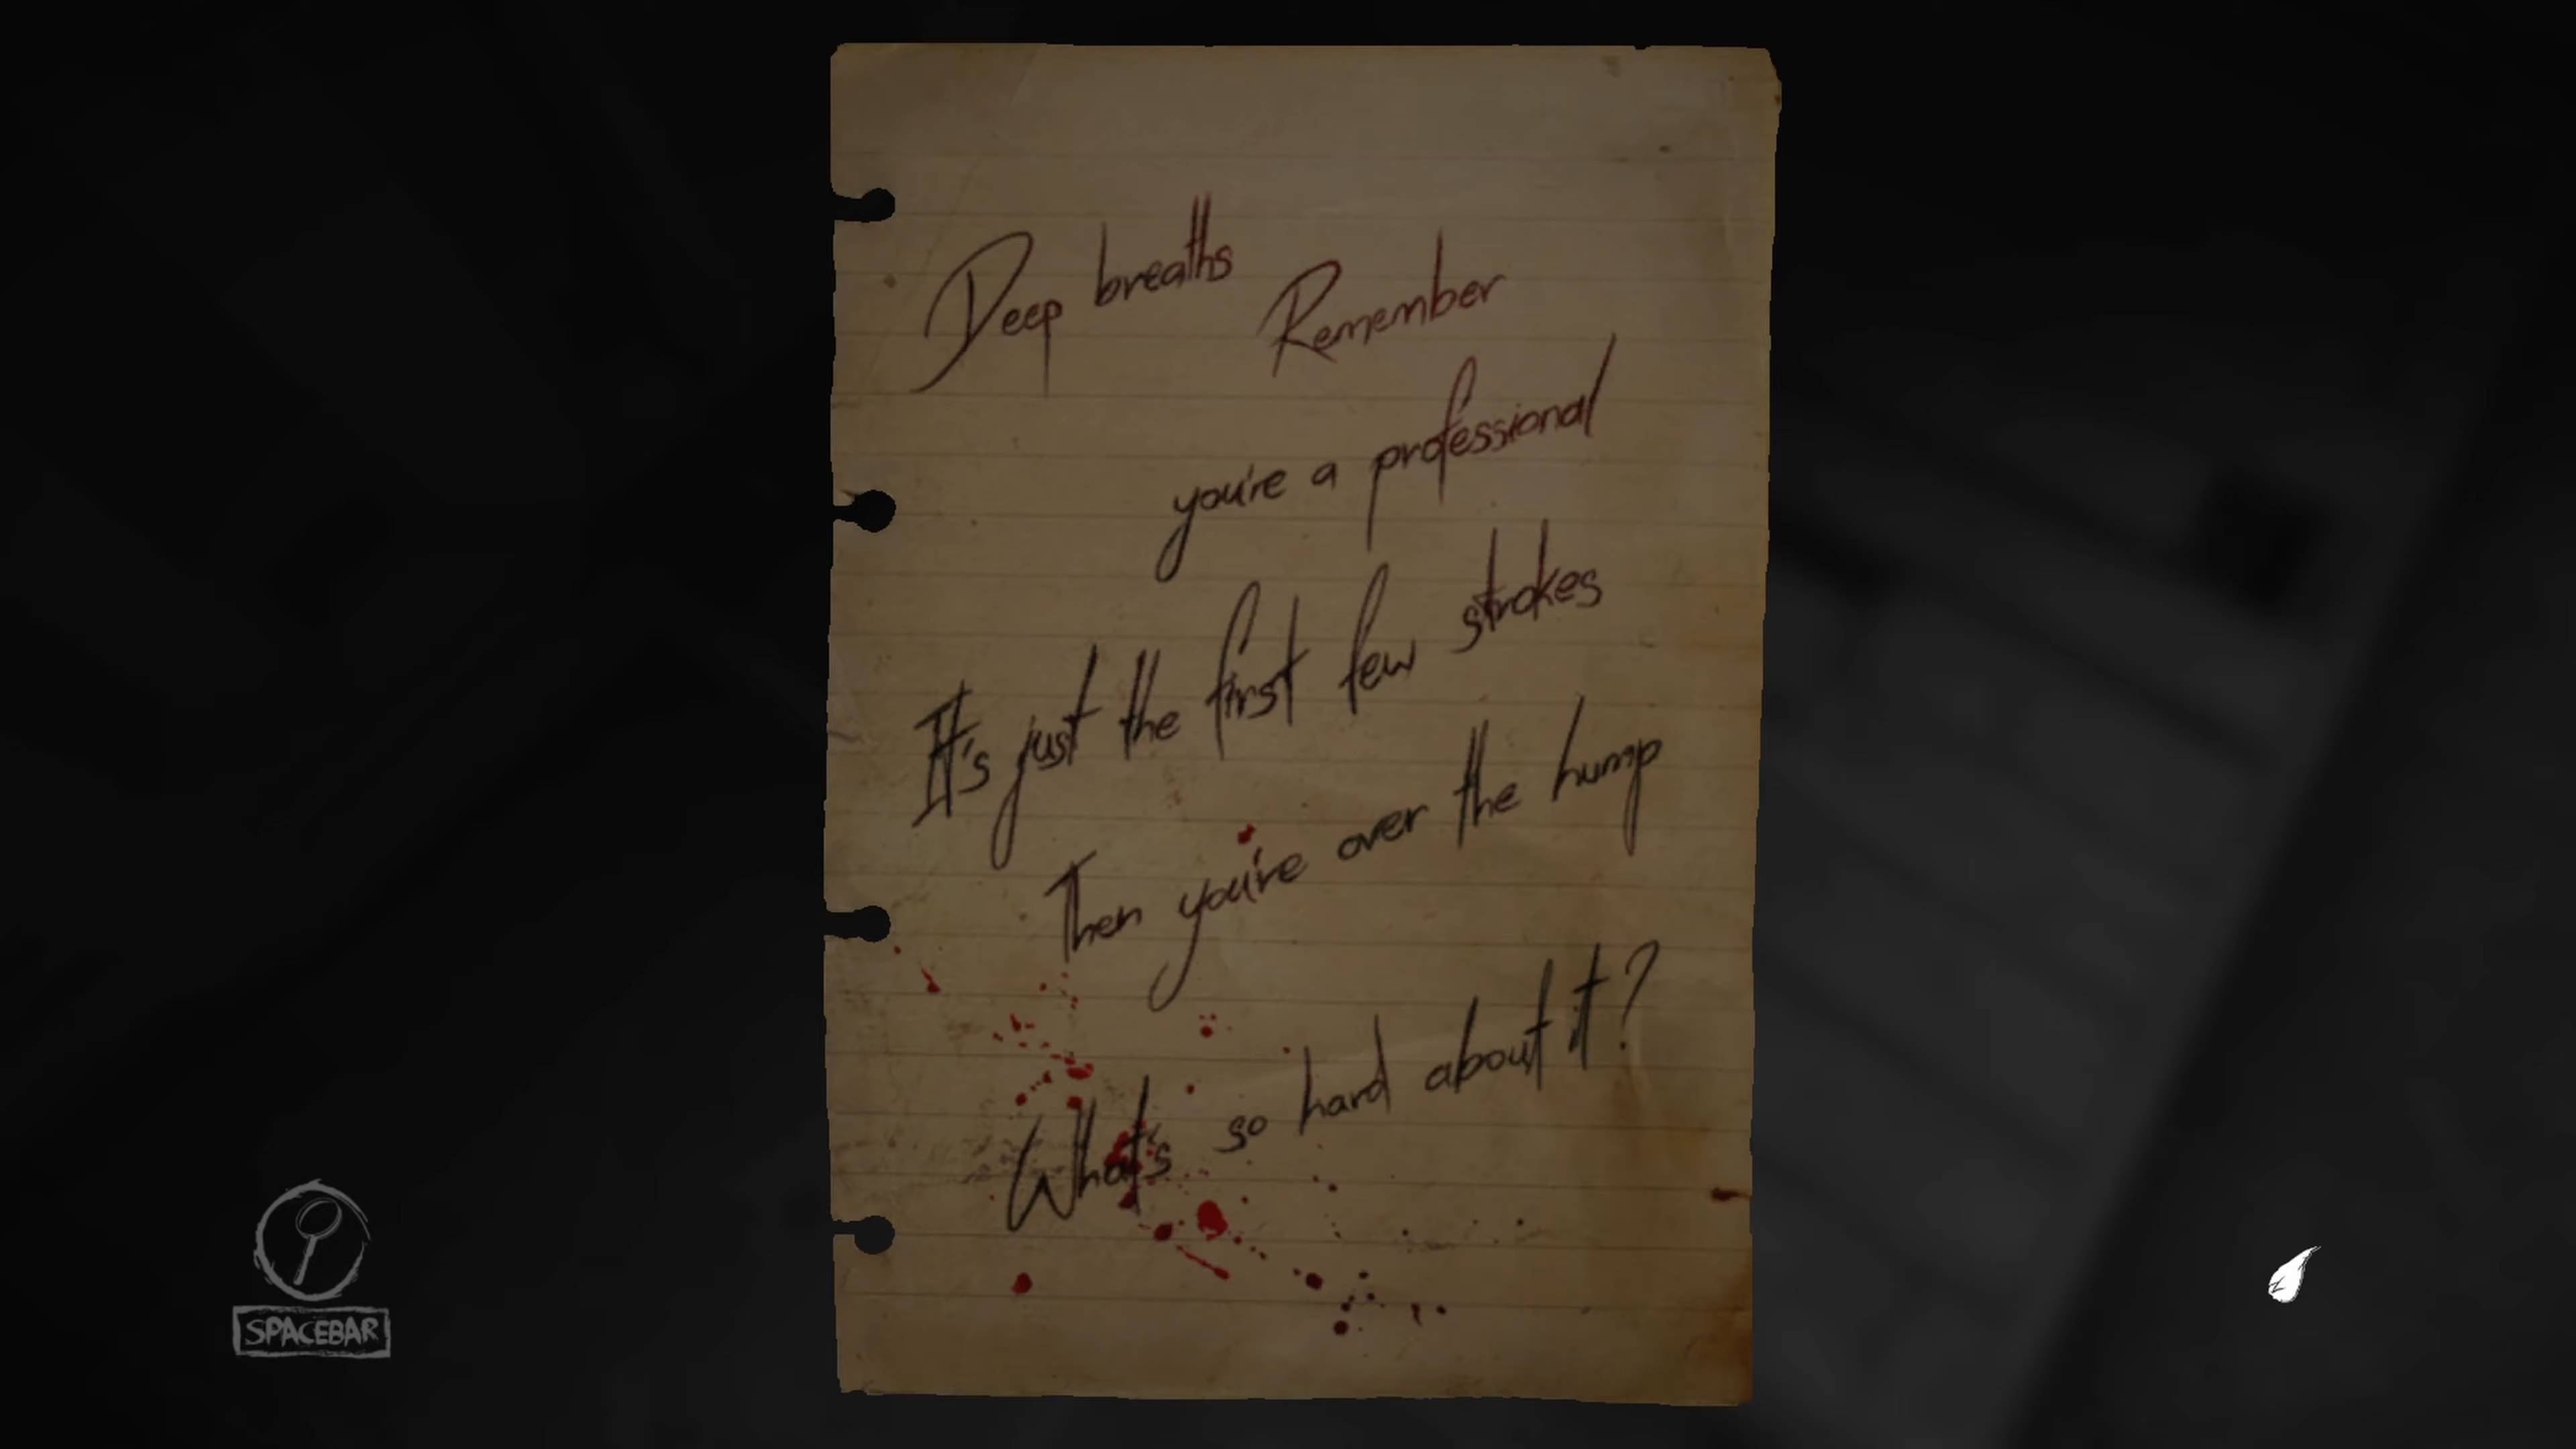 Deep breaths
Remember
you're a professional
It's just the first few strokes
Then you're over the hump
What's so hard about it?
SPACEBAR